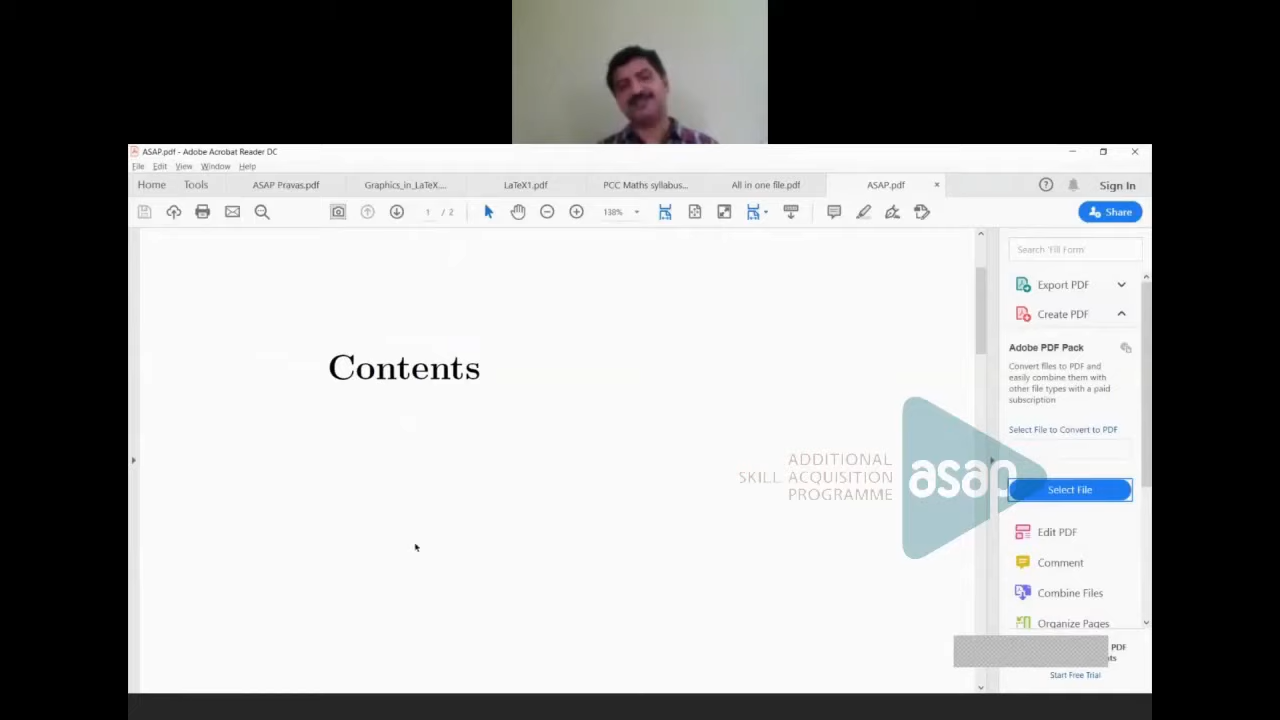 ASAP.pdf - Adobe Acrobat Reader DC
File Edit View Window Help
Home Tools ASAP Pravas.pdf Graphics_in_LaTeX.... LaTeX1.pdf PCC Maths syllabus... All in one file.pdf ASAP.pdf × Sign In
1 / 2 138% Share
Search 'Fill Form'
Export PDF
Create PDF
Contents
Adobe PDF Pack
Convert files to PDF and
easily combine them with
other file types with a paid
subscription
Select File to Convert to PDF
ADDITIONAL
SKILL ACQUISITION
PROGRAMME
asap
Select File
Edit PDF
Comment
Combine Files
Organize Pages
PDF
Start Free Trial